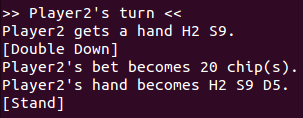 >> Player2's turn <<
Player2 gets a hand H2 S9.
[Double Down]
Player2's bet becomes 20 chip(s).
Player2's hand becomes H2 S9 D5.
[Stand]